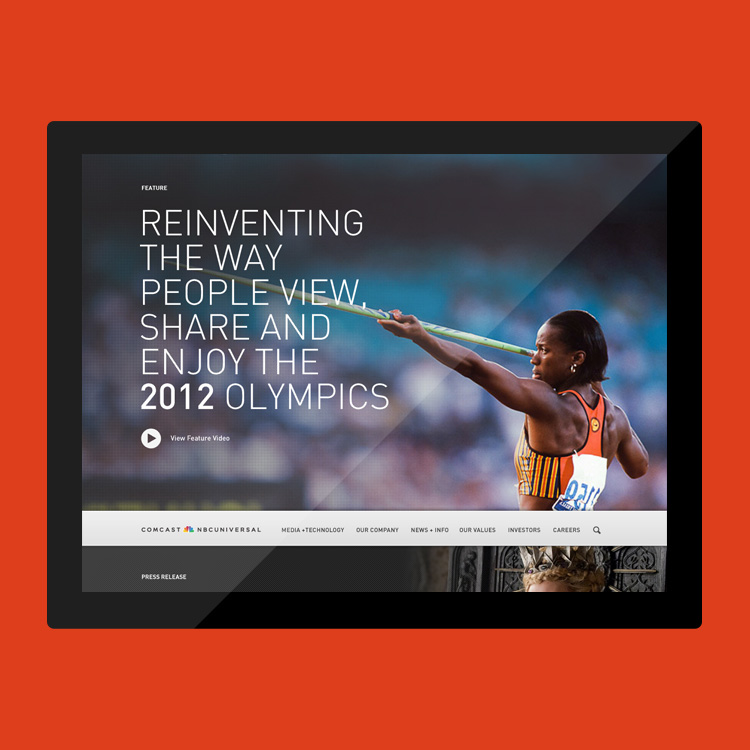 FEATURE
REINVENTING
THE WAY
PEOPLE VIEW,
SHARE AND
ENJOY THE
2012 OLYMPICS
View Feature Video
COMCAST NBCUNIVERSAL MEDIA +TECHNOLOGY OUR COMPANY NEWS + INFO OUR VALUES INVESTORS CAREERS
PRESS RELEASE